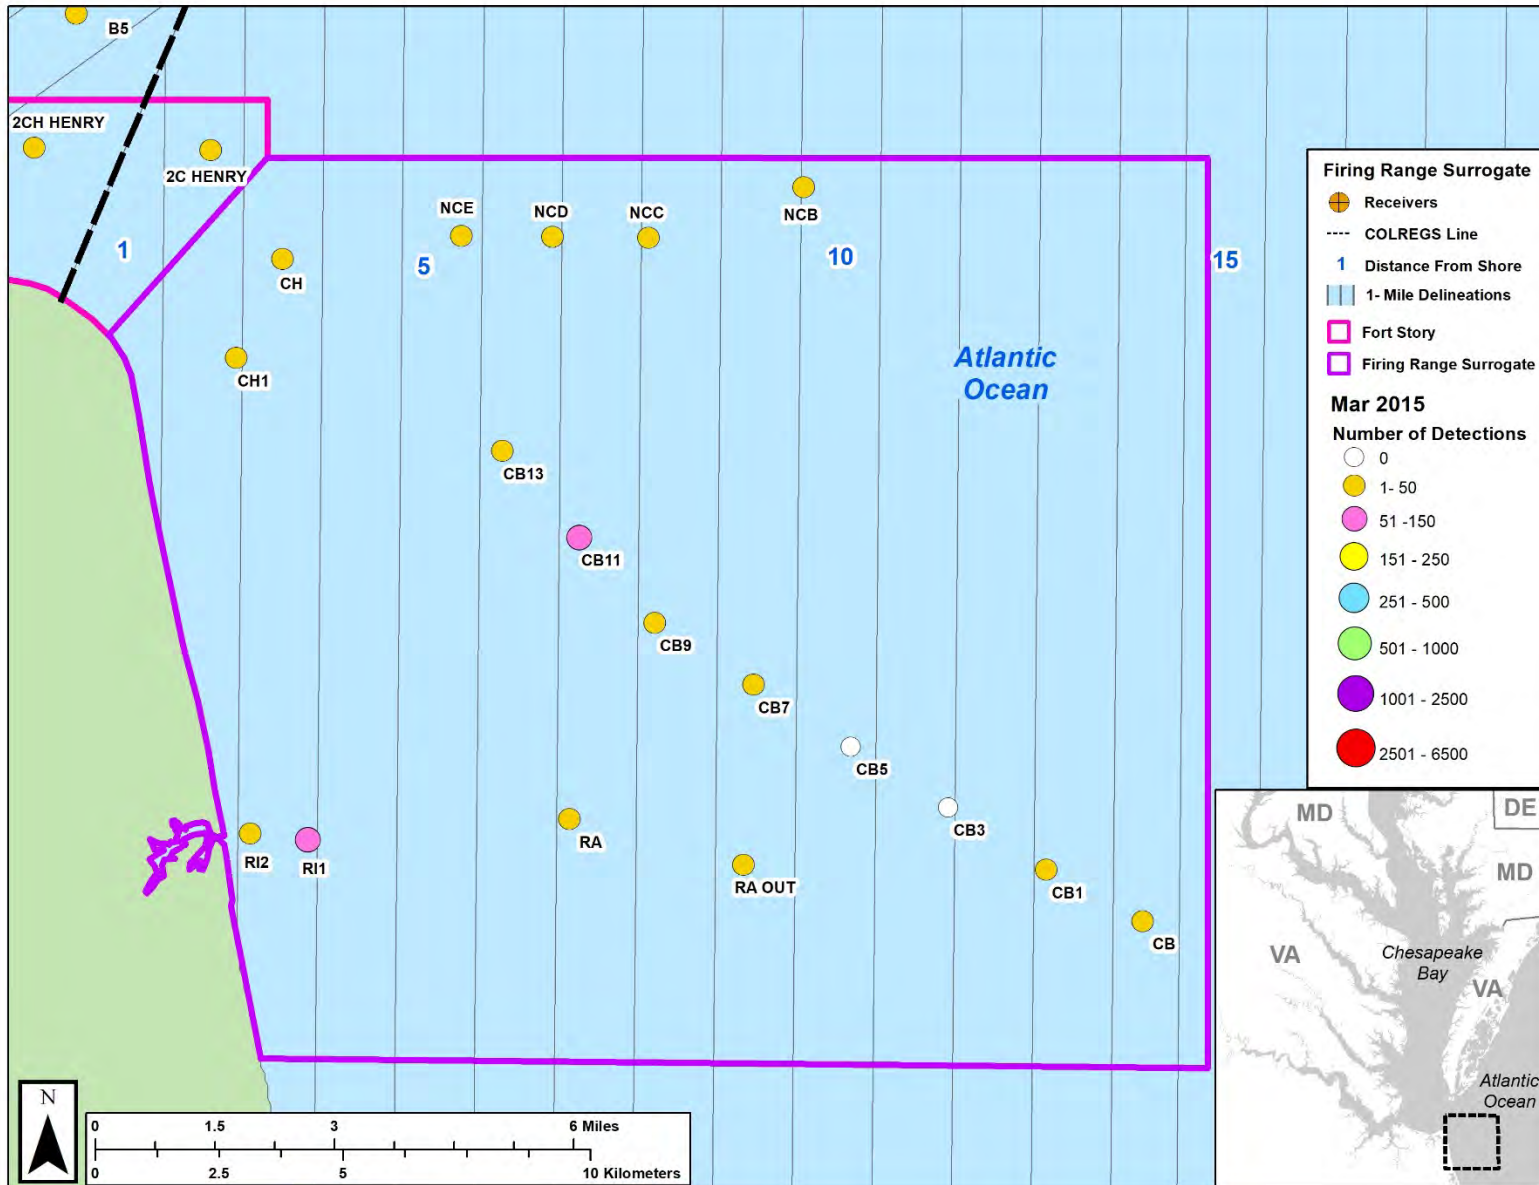 B5
2CH HENRY
2C HENRY
NCE
NCD
NCC
NCB
1
CH
5
10
15
CH1
Atlantic
Ocean
CB13
CB11
CB9
CB7
CB5
CB3
RI2
RI1
RA
RA OUT
CB1
CB
N
0 1.5 3 6 Miles
0 2.5 5 10 Kilometers
Firing Range Surrogate
Receivers
COLREGS Line
1 Distance From Shore
1- Mile Delineations
Fort Story
Firing Range Surrogate
Mar 2015
Number of Detections
0
1- 50
51 -150
151 - 250
251 - 500
501 - 1000
1001 - 2500
2501 - 6500
MD
DE
MD
VA
Chesapeake
Bay
VA
Atlantic
Ocean